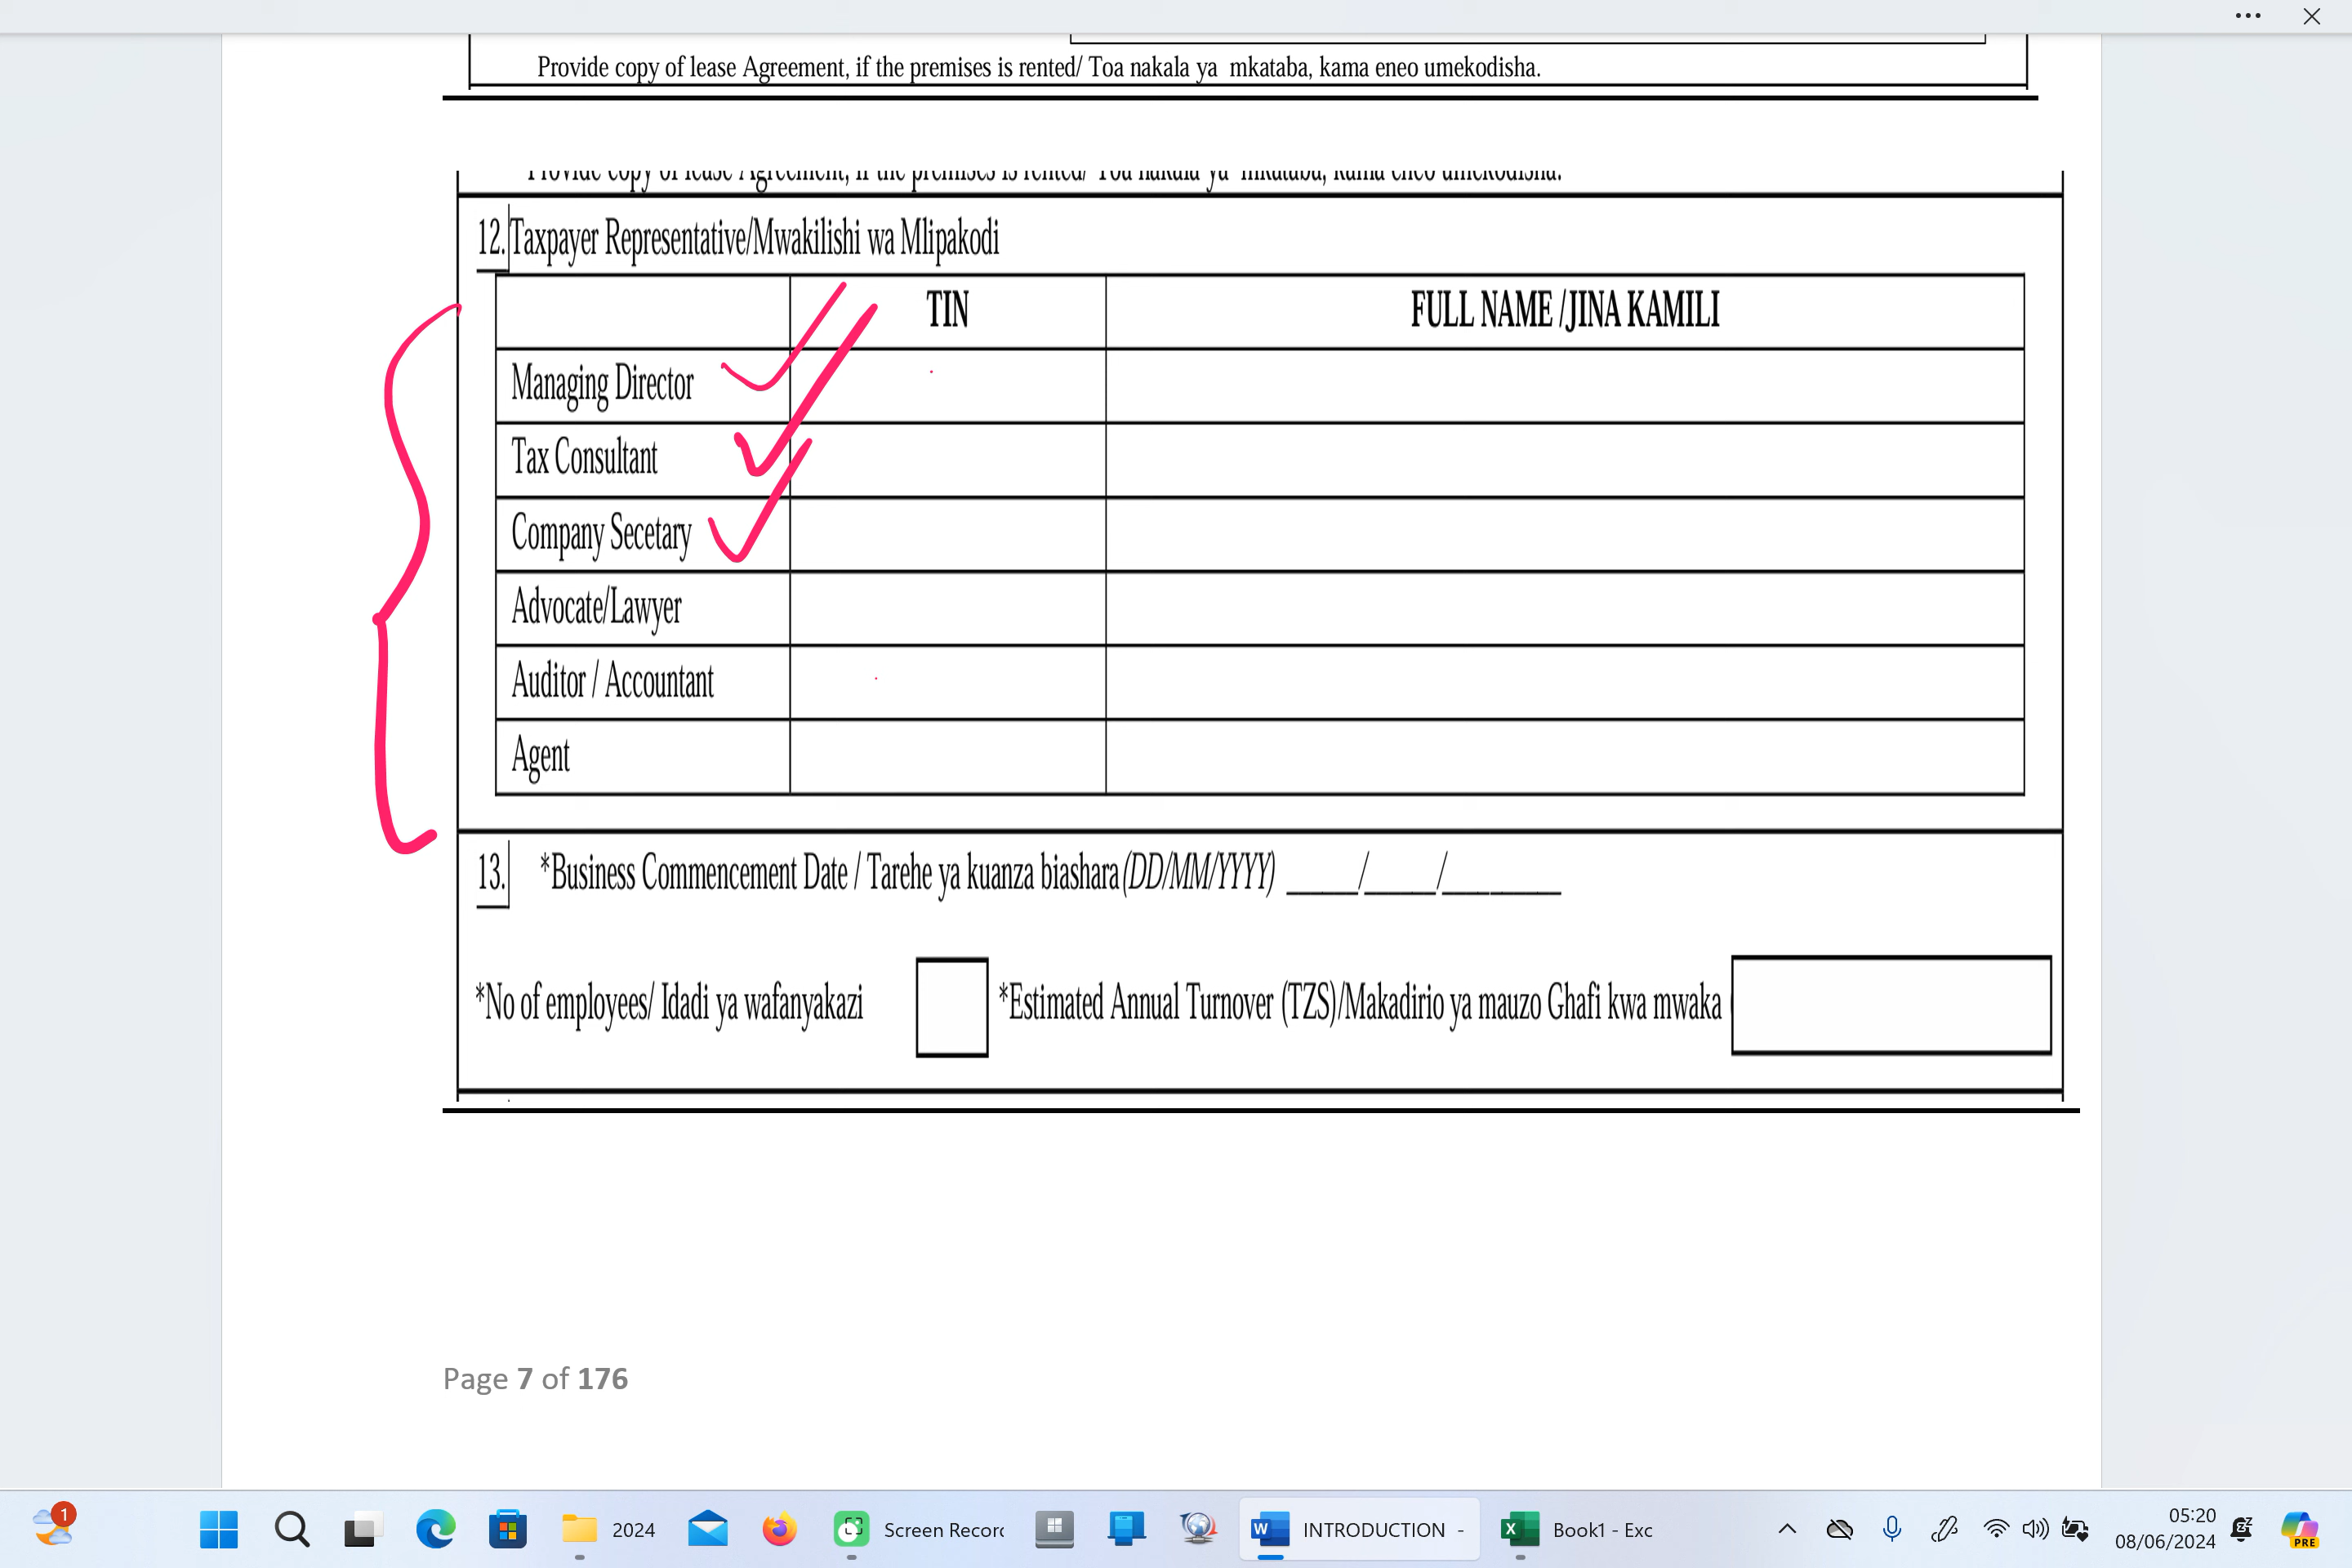 Provide copy of lease Agreement, if the premises is rented/ Toa nakala ya mkataba, kama eneo umekodisha.
Provide copy of lease Agreement, if the premises is rented/ Toa nakala ya mkataba, kama eneo umekodisha.
12. Taxpayer Representative/Mwakilishi wa Mlipakodi
TIN FULL NAME /JINA KAMILI
Managing Director
Tax Consultant
Company Secetary
Advocate/Lawyer
Auditor / Accountant
Agent
13. *Business Commencement Date / Tarehe ya kuanza biashara (DD/MM/YYYY) ____/____/______
*No of employees/ Idadi ya wafanyakazi *Estimated Annual Turnover (TZS)/Makadirio ya mauzo Ghafi kwa mwaka
Page 7 of 176
1 2024 Screen Recorc INTRODUCTION - Book1 - Exc 05:20
08/06/2024 PRE